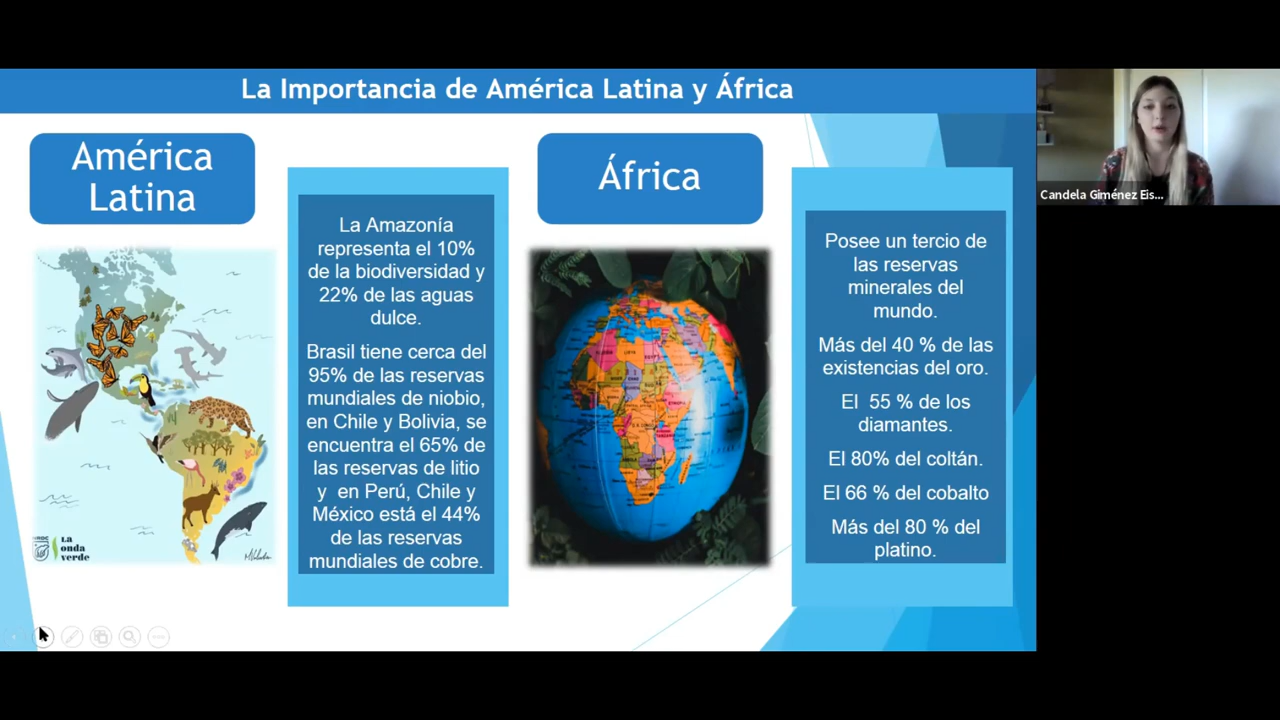 La Importancia de América Latina y África
América
Latina
La Amazonía
representa el 10%
de la biodiversidad y
22% de las aguas
dulce.
Brasil tiene cerca del
95% de las reservas
mundiales de niobio,
en Chile y Bolivia, se
encuentra el 65% de
las reservas de litio
y en Perú, Chile y
México está el 44%
de las reservas
mundiales de cobre.
La
onda
verde
África
Posee un tercio de
las reservas
minerales del
mundo.
Más del 40 % de las
existencias del oro.
El 55 % de los
diamantes.
El 80% del coltán.
El 66 % del cobalto
Más del 80 % del
platino.
Candela Giménez Eis...